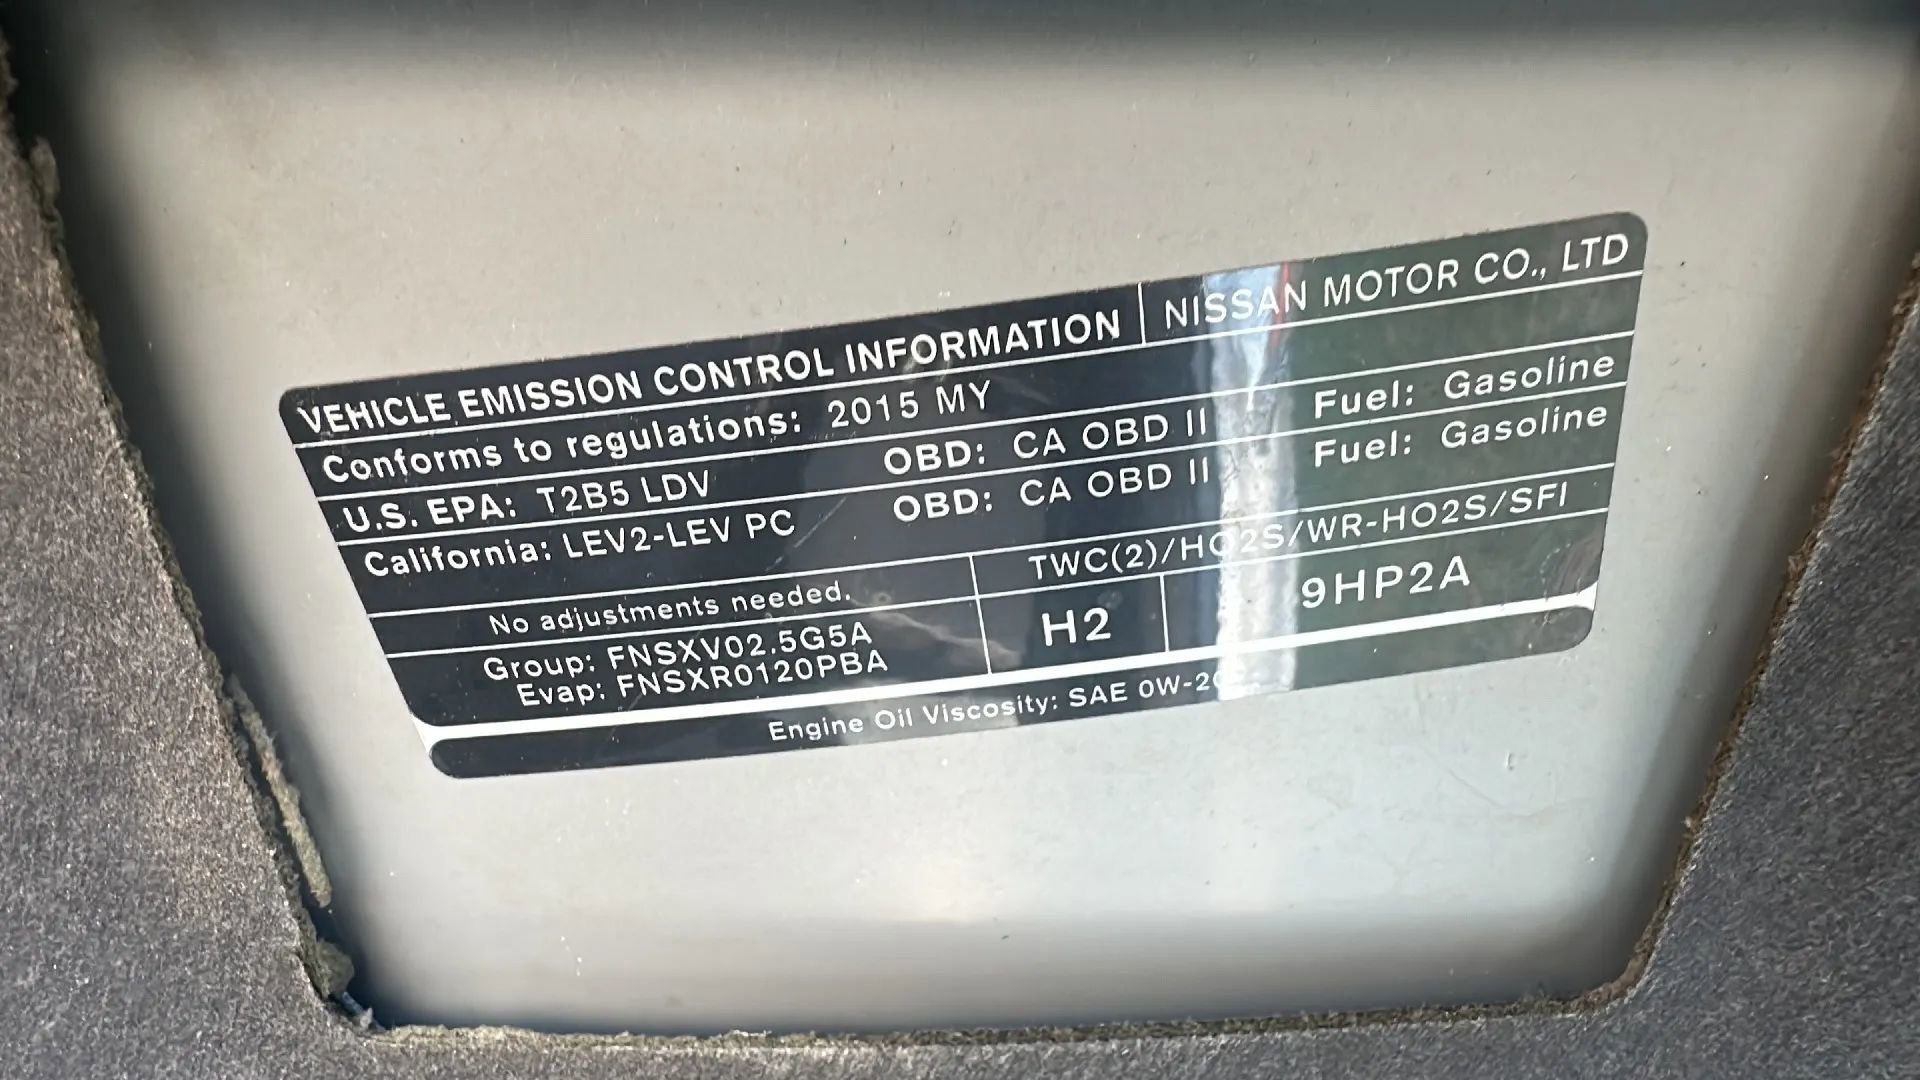 VEHICLE EMISSION CONTROL INFORMATION NISSAN MOTOR CO., LTD
Conforms to regulations: 2015 MY
U.S. EPA: T2B5 LDV OBD: CA OBD II Fuel: Gasoline
California: LEV2-LEV PC OBD: CA OBD II Fuel: Gasoline
No adjustments needed. TWC(2)/HO2S/WR-HO2S/SFI
Group: FNSXV02.5G5A H2 9HP2A
Evap: FNSXR0120PBA
Engine Oil Viscosity: SAE 0W-20